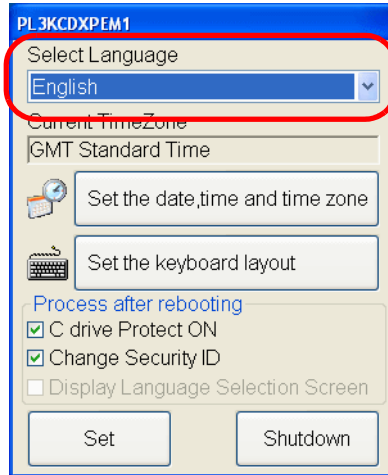 PL3KCDXPEM1
Select Language
English
Current TimeZone
GMT Standard Time
Set the date,time and time zone
Set the keyboard layout
Process after rebooting
C drive Protect ON
Change Security ID
Display Language Selection Screen
Set
Shutdown